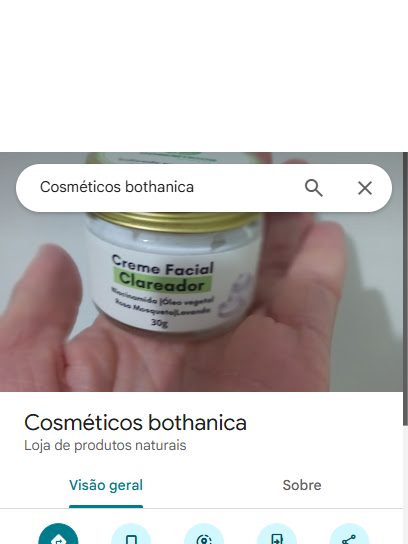 Cosméticos bothanica
Creme Facial
Clareador
Niacinamida |Óleo vegetal
Rosa Mosqueta|Lavanda
30g
Cosméticos bothanica
Loja de produtos naturais
Visão geral
Sobre